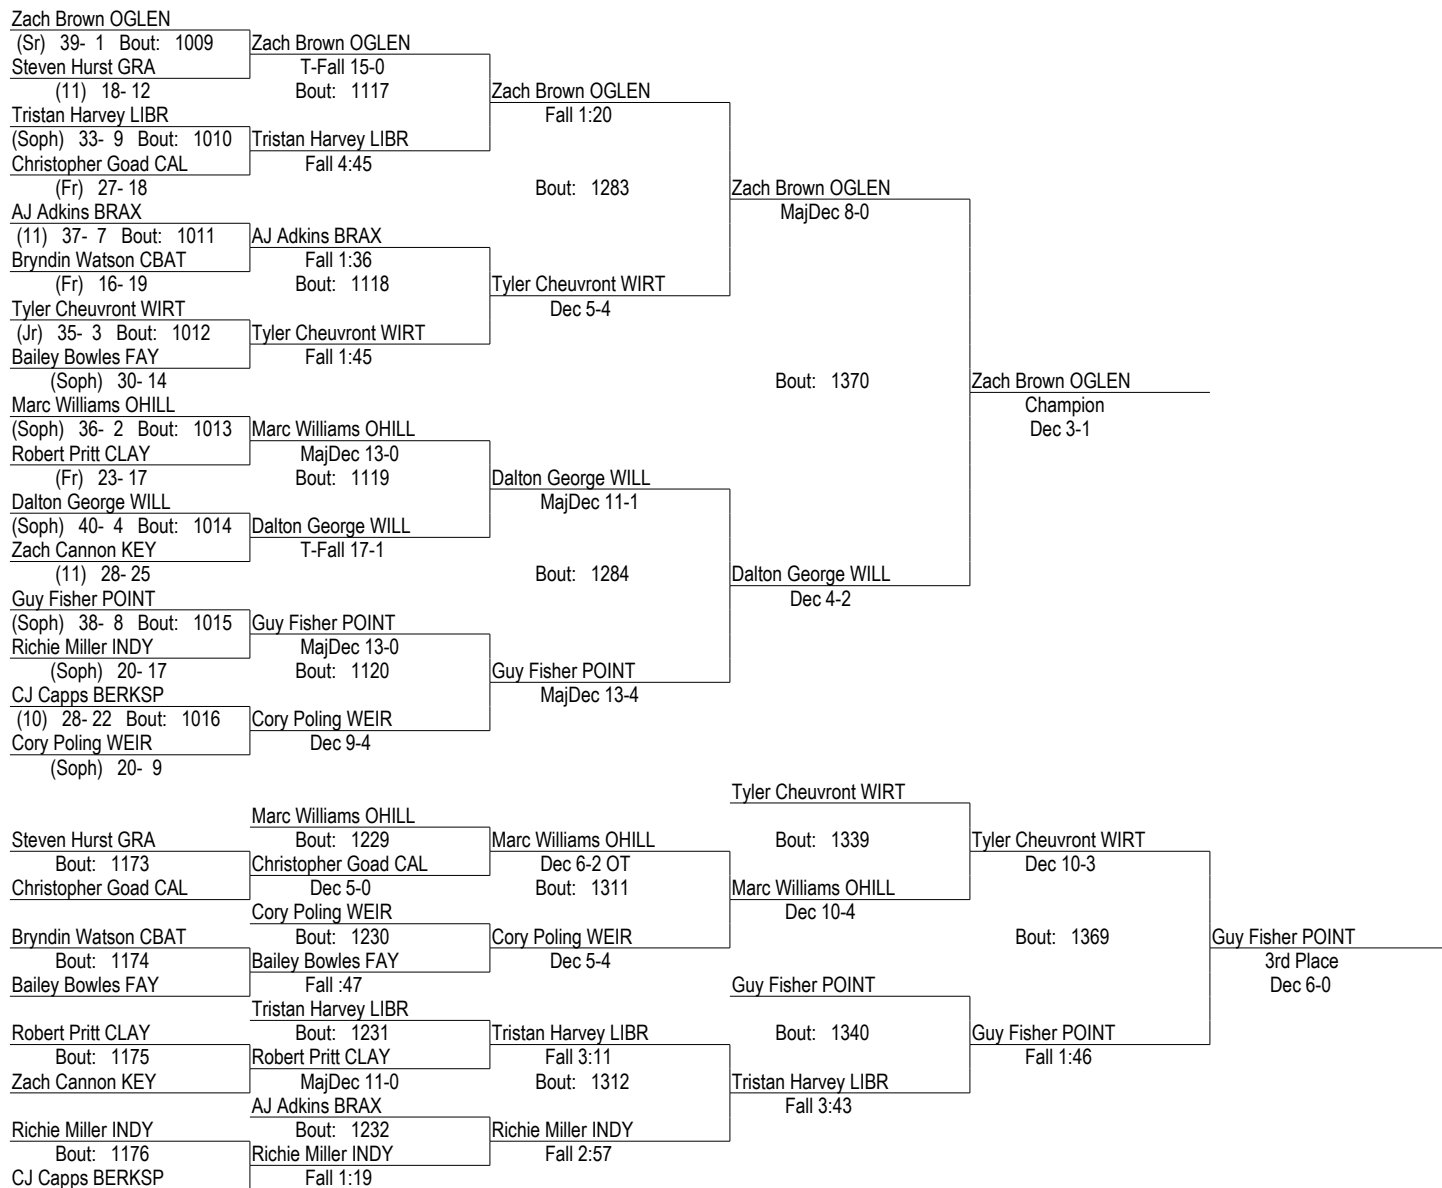 Zach Brown OGLEN
(Sr) 39- 1 Bout: 1009 Zach Brown OGLEN
Steven Hurst GRA T-Fall 15-0
(11) 18- 12 Bout: 1117 Zach Brown OGLEN
Tristan Harvey LIBR Fall 1:20
(Soph) 33- 9 Bout: 1010 Tristan Harvey LIBR
Christopher Goad CAL Fall 4:45
(Fr) 27- 18 Bout: 1283 Zach Brown OGLEN
AJ Adkins BRAX MajDec 8-0
(11) 37- 7 Bout: 1011 AJ Adkins BRAX
Bryndin Watson CBAT Fall 1:36
(Fr) 16- 19 Bout: 1118 Tyler Cheuvront WIRT
Tyler Cheuvront WIRT Dec 5-4
(Jr) 35- 3 Bout: 1012 Tyler Cheuvront WIRT
Bailey Bowles FAY Fall 1:45
(Soph) 30- 14 Bout: 1370 Zach Brown OGLEN
Marc Williams OHILL Champion
(Soph) 36- 2 Bout: 1013 Marc Williams OHILL Dec 3-1
Robert Pritt CLAY MajDec 13-0
(Fr) 23- 17 Bout: 1119 Dalton George WILL
Dalton George WILL MajDec 11-1
(Soph) 40- 4 Bout: 1014 Dalton George WILL
Zach Cannon KEY T-Fall 17-1
(11) 28- 25 Bout: 1284 Dalton George WILL
Guy Fisher POINT Dec 4-2
(Soph) 38- 8 Bout: 1015 Guy Fisher POINT
Richie Miller INDY MajDec 13-0
(Soph) 20- 17 Bout: 1120 Guy Fisher POINT
CJ Capps BERKSP MajDec 13-4
(10) 28- 22 Bout: 1016 Cory Poling WEIR
Cory Poling WEIR Dec 9-4
(Soph) 20- 9
Tyler Cheuvront WIRT
Marc Williams OHILL
Steven Hurst GRA Bout: 1229 Marc Williams OHILL Bout: 1339 Tyler Cheuvront WIRT
Bout: 1173 Christopher Goad CAL Dec 6-2 OT Dec 10-3
Christopher Goad CAL Dec 5-0 Bout: 1311 Marc Williams OHILL
Cory Poling WEIR Dec 10-4
Bryndin Watson CBAT Bout: 1230 Cory Poling WEIR Bout: 1369 Guy Fisher POINT
Bout: 1174 Bailey Bowles FAY Dec 5-4 3rd Place
Bailey Bowles FAY Fall :47 Guy Fisher POINT Dec 6-0
Tristan Harvey LIBR
Robert Pritt CLAY Bout: 1231 Tristan Harvey LIBR Bout: 1340 Guy Fisher POINT
Bout: 1175 Robert Pritt CLAY Fall 3:11 Fall 1:46
Zach Cannon KEY MajDec 11-0 Bout: 1312 Tristan Harvey LIBR
AJ Adkins BRAX Fall 3:43
Richie Miller INDY Bout: 1232 Richie Miller INDY
Bout: 1176 Richie Miller INDY Fall 2:57
CJ Capps BERKSP Fall 1:19